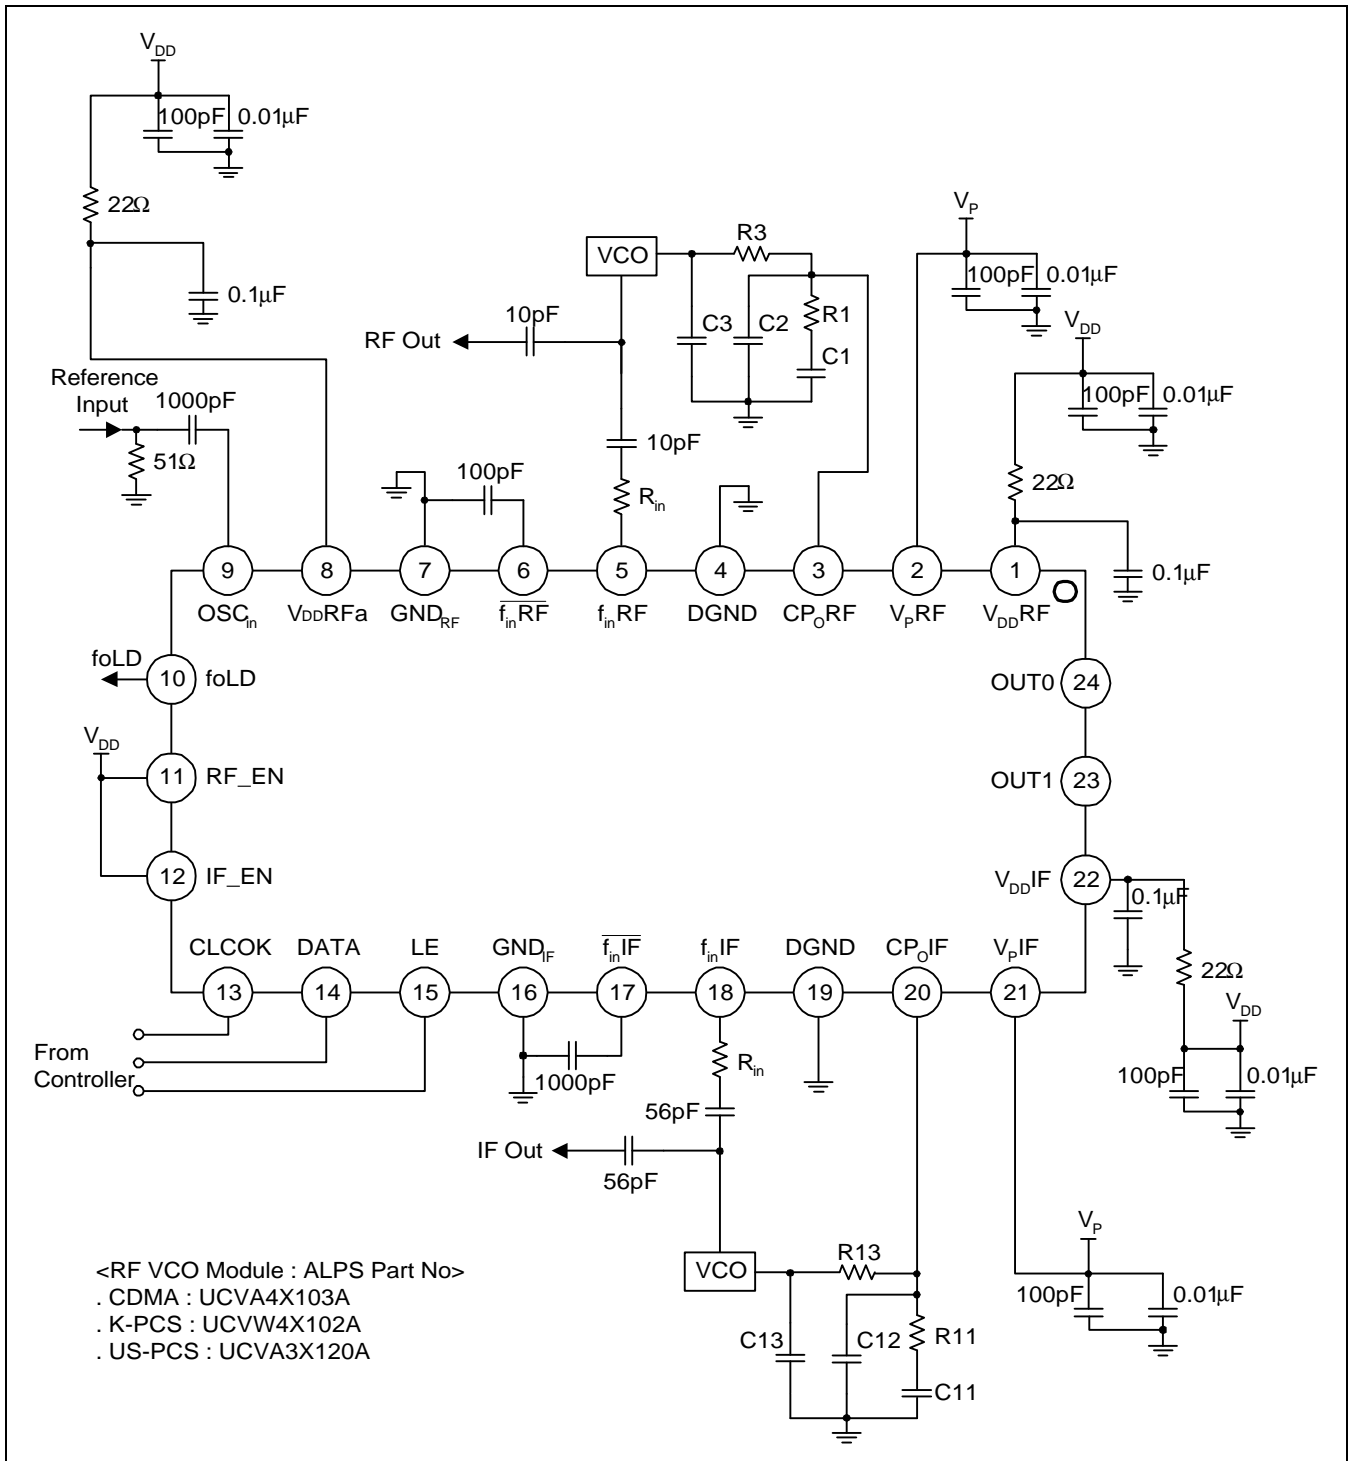 VDD
100pF
0.01µF
22Ω
0.1µF
VP
100pF
0.01µF
VDD
100pF
0.01µF
22Ω
0.1µF
VCO
R3
C3
C2
R1
C1
RF Out
10pF
10pF
Rin
Reference
Input
1000pF
51Ω
100pF
9
8
7
6
5
4
3
2
1
OSCin
VDDRFa
GNDRF
finRF
finRF
DGND
CPORF
VPRF
VDDRF
foLD
10
foLD
VDD
11
RF_EN
12
IF_EN
OUT0
24
OUT1
23
VDDIF
22
0.1µF
22Ω
VDD
100pF
0.01µF
CLCOK
DATA
LE
GNDIF
finIF
finIF
DGND
CPOIF
VPIF
13
14
15
16
17
18
19
20
21
From
Controller
1000pF
Rin
56pF
IF Out
56pF
VCO
R13
C13
C12
R11
C11
VP
100pF
0.01µF
<RF VCO Module : ALPS Part No>
. CDMA : UCVA4X103A
. K-PCS : UCVW4X102A
. US-PCS : UCVA3X120A